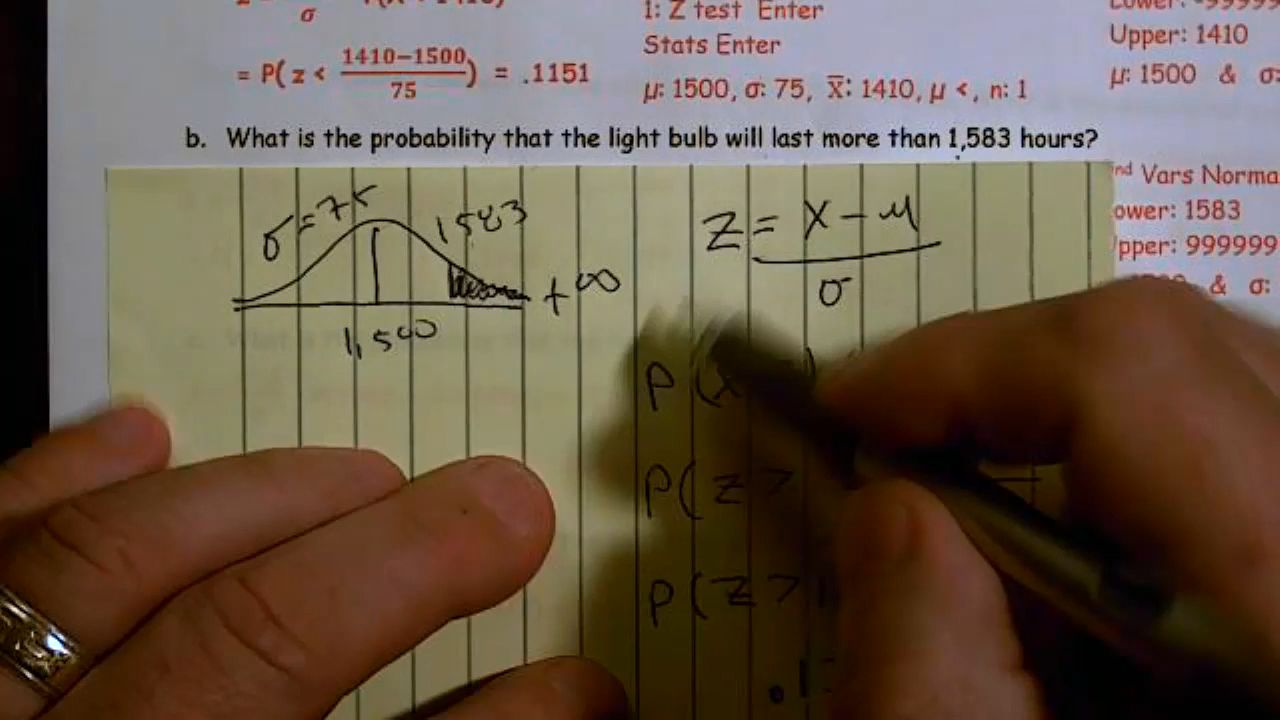 σ
= P( z < 1410−1500 / 75 ) = .1151
1: Z test Enter
Stats Enter
μ: 1500, σ: 75, x̄: 1410, μ <, n: 1
Upper: 1410
μ: 1500 & σ:
b. What is the probability that the light bulb will last more than 1,583 hours?
σ = 75
1583
+∞
1,500
Z = X − μ / σ
P(X
P(Z >
P(Z >
nd Vars Norma
ower: 1583
pper: 999999
& σ: